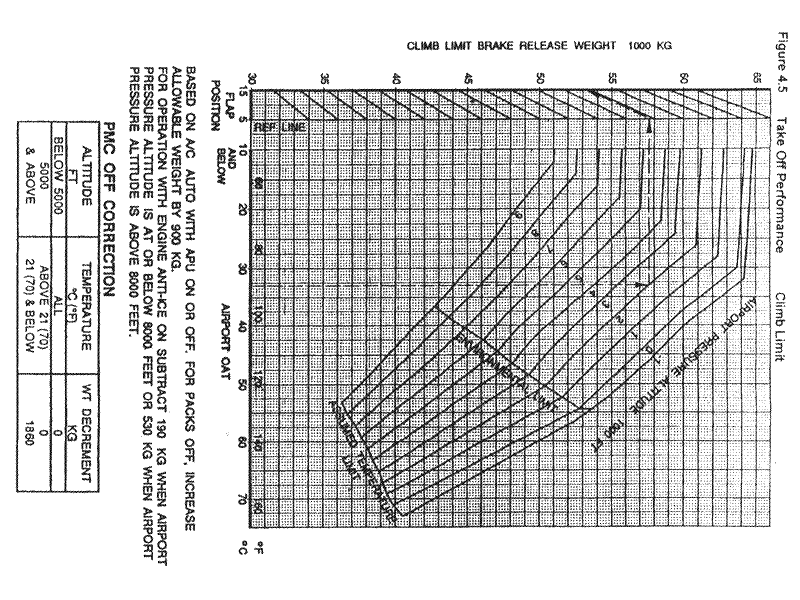 Figure 4.5 Take Off Performance Climb Limit
CLIMB LIMIT BRAKE RELEASE WEIGHT 1000 KG
65
60
55
50
45
40
35
30
AIRPORT PRESSURE ALTITUDE 1000 FT
-1
0
1
2
3
4
5
6
7
8
9
ENVIRONMENTAL LIMIT
ASSUMED TEMPERATURE LIMIT
REF LINE
15 5
FLAP
POSITION
10 20 30 40 50 60 70 °C
AND
BELOW
60 80 100 120 140 160 °F
AIRPORT OAT
BASED ON A/C AUTO WITH APU ON OR OFF. FOR PACKS OFF, INCREASE
ALLOWABLE WEIGHT BY 900 KG.
FOR OPERATION WITH ENGINE ANTI-ICE ON SUBTRACT 190 KG WHEN AIRPORT
PRESSURE ALTITUDE IS AT OR BELOW 8000 FEET OR 530 KG WHEN AIRPORT
PRESSURE ALTITUDE IS ABOVE 8000 FEET.
PMC OFF CORRECTION
ALTITUDE FT TEMPERATURE °C (°F) WT DECREMENT KG
BELOW 5000 ALL 0
5000 & ABOVE ABOVE 21 (70) 0
21 (70) & BELOW 1860